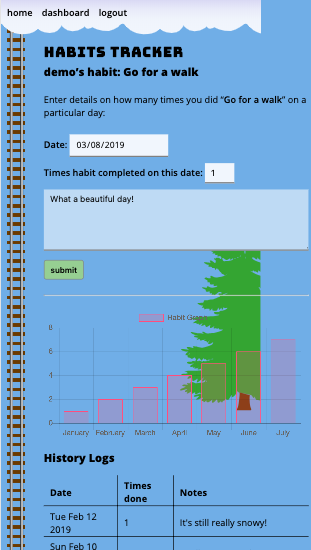 home dashboard logout
HABITS TRACKER
demo's habit: Go for a walk
Enter details on how many times you did "Go for a walk" on a
particular day:
Date: 03/08/2019
Times habit completed on this date: 1
What a beautiful day!
submit
Habit Graph
8
6
4
2
0
January February March April May June July
History Logs
Date Times done Notes
Tue Feb 12 2019 1 It's still really snowy!
Sun Feb 10